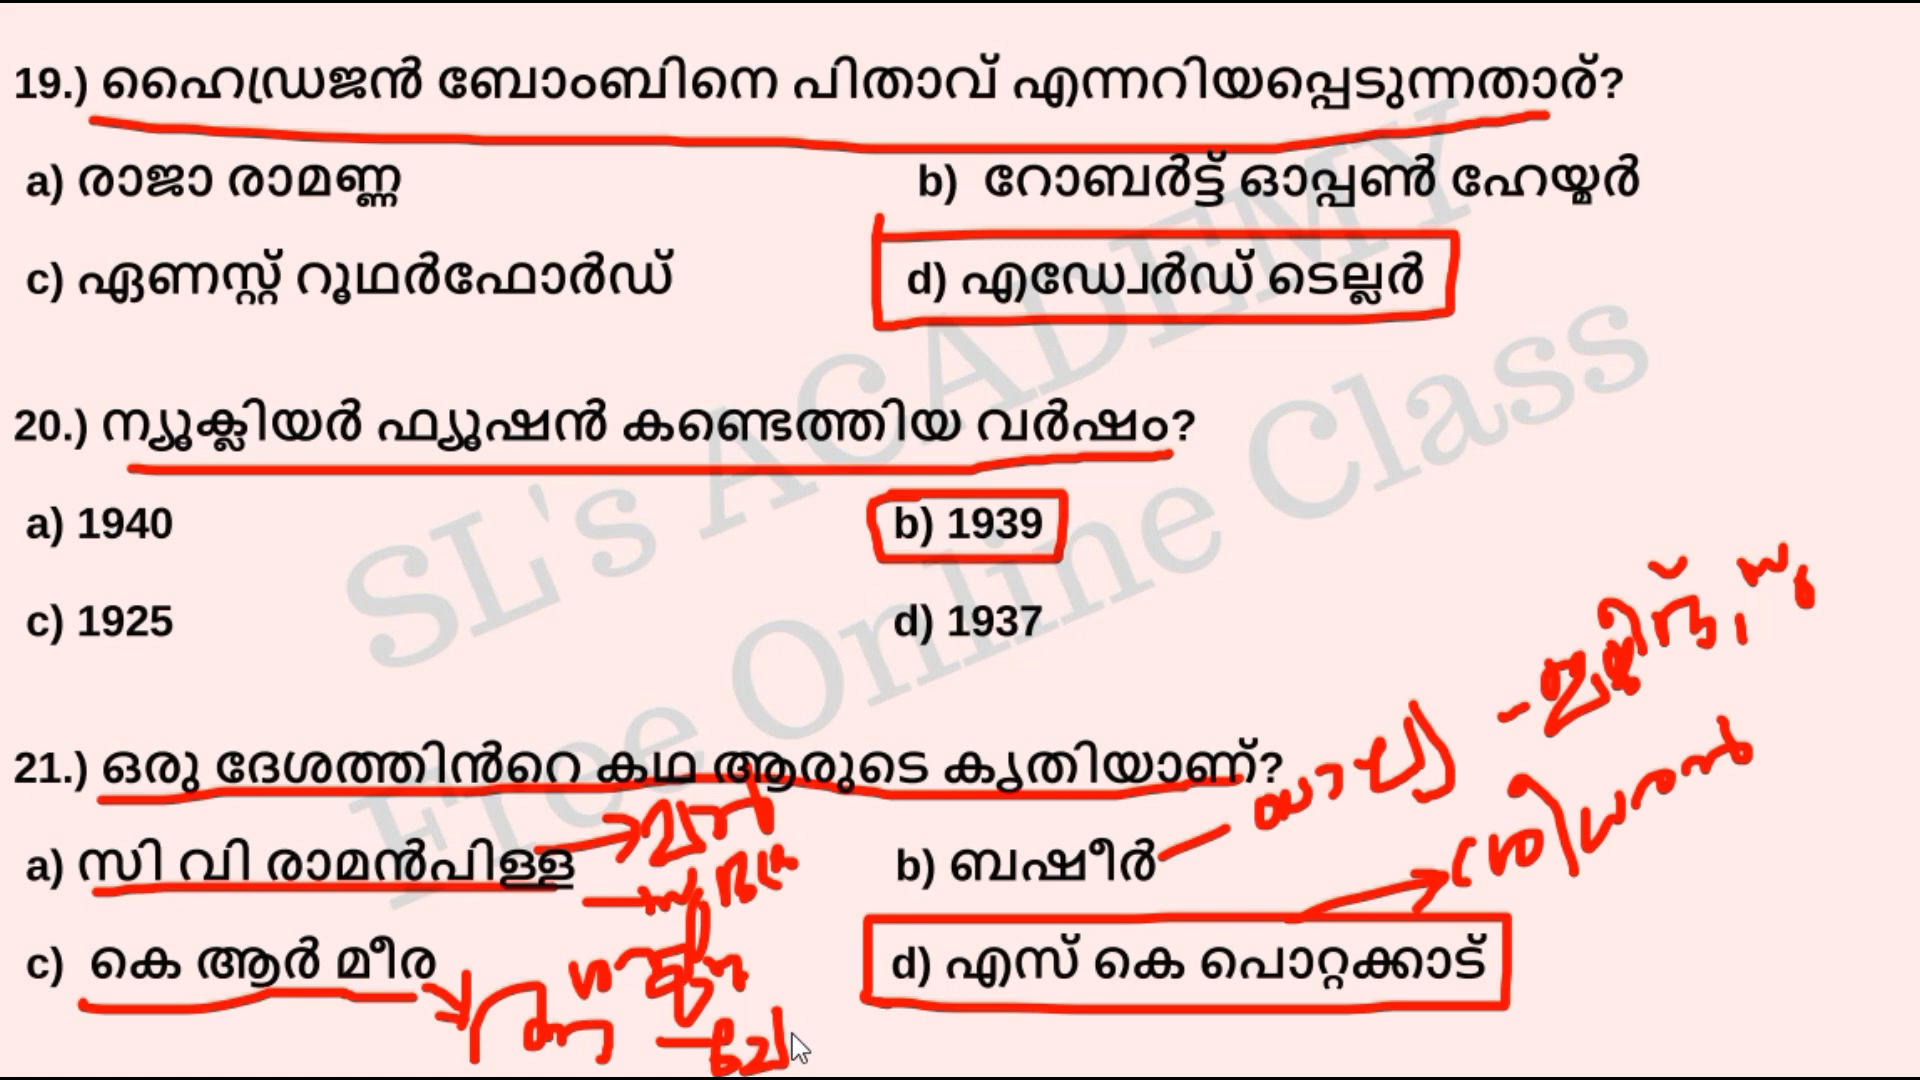 19.) ഹൈഡ്രജൻ ബോംബിനെ പിതാവ് എന്നറിയപ്പെടുന്നതാര്?
a) രാജാ രാമണ്ണ b) റോബർട്ട് ഓപ്പൺ ഹേയ്മർ
c) ഏണസ്റ്റ് റൂഥർഫോർഡ് d) എഡ്വേർഡ് ടെല്ലർ
20.) ന്യൂക്ലിയർ ഫ്യൂഷൻ കണ്ടെത്തിയ വർഷം?
a) 1940 b) 1939
c) 1925 d) 1937
21.) ഒരു ദേശത്തിൻറെ കഥ ആരുടെ കൃതിയാണ്?
a) സി വി രാമൻപിള്ള b) ബഷീർ
c) കെ ആർ മീര d) എസ് കെ പൊറ്റക്കാട്
ശ്രീധരൻ
SL's ACADEMY
Free Online Class